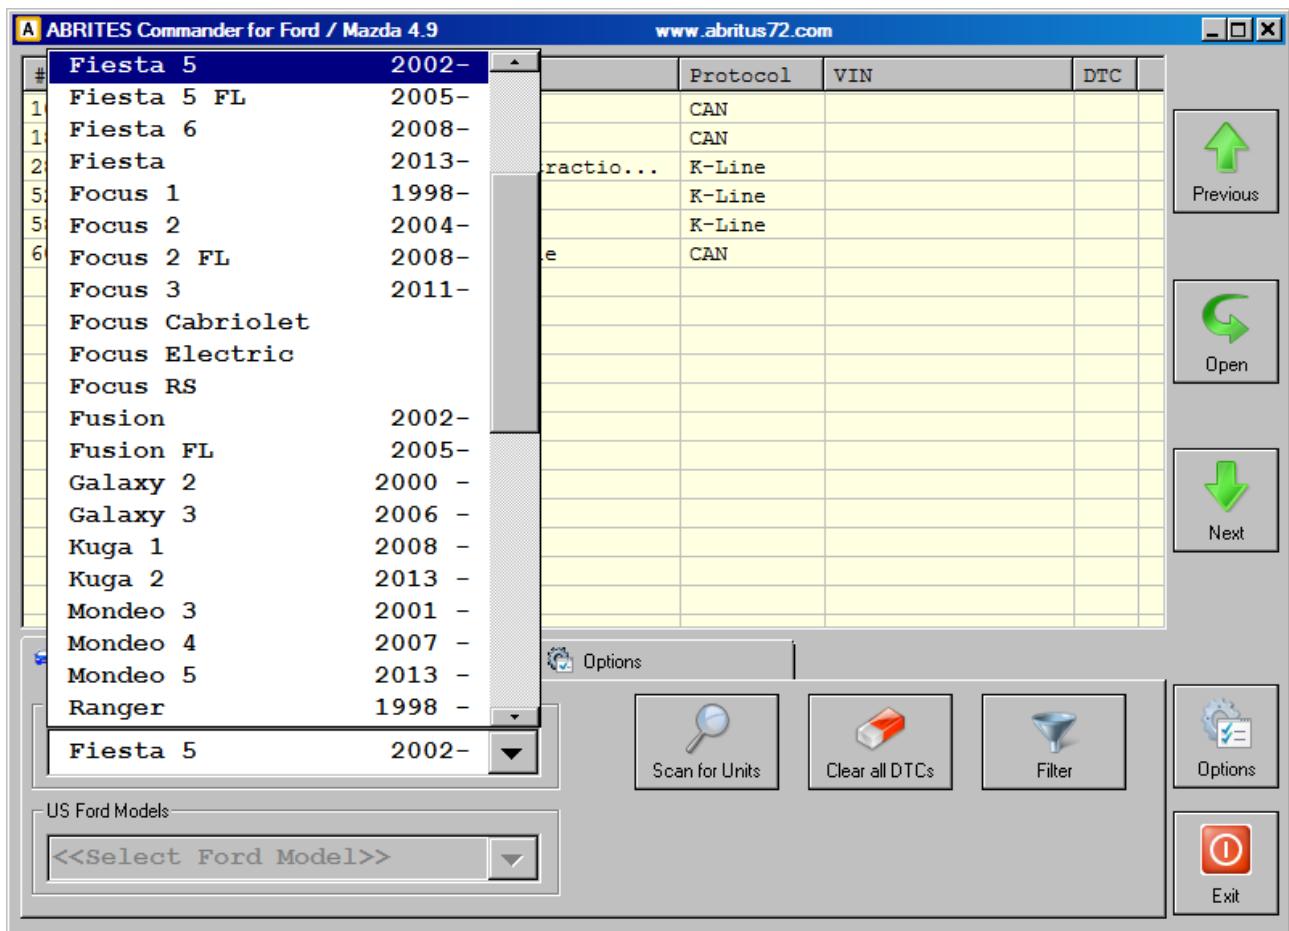 A ABRITES Commander for Ford / Mazda 4.9 www.abritus72.com
# Protocol VIN DTC
CAN
CAN
K-Line
K-Line
K-Line
CAN
Fiesta 5 2002-
Fiesta 5 FL 2005-
Fiesta 6 2008-
Fiesta 2013-
Focus 1 1998-
Focus 2 2004-
Focus 2 FL 2008-
Focus 3 2011-
Focus Cabriolet
Focus Electric
Focus RS
Fusion 2002-
Fusion FL 2005-
Galaxy 2 2000 -
Galaxy 3 2006 -
Kuga 1 2008 -
Kuga 2 2013 -
Mondeo 3 2001 -
Mondeo 4 2007 -
Mondeo 5 2013 -
Ranger 1998 -
Fiesta 5 2002-
US Ford Models
<<Select Ford Model>>
Options
Scan for Units
Clear all DTCs
Filter
Previous
Open
Next
Options
Exit